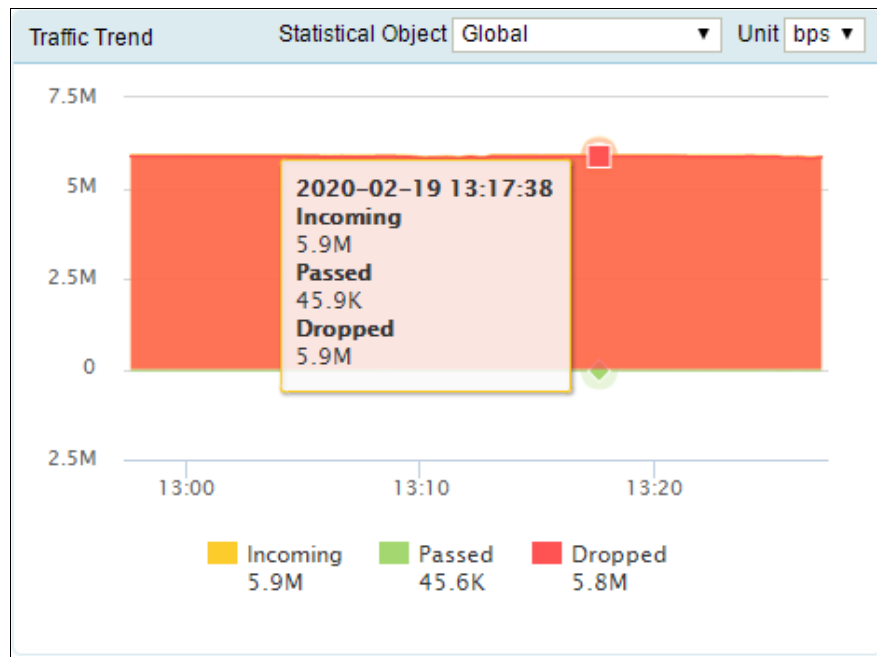 Traffic Trend Statistical Object Global ▼ Unit bps ▼
7.5M
5M
2.5M
0
2.5M
2020-02-19 13:17:38
Incoming
5.9M
Passed
45.9K
Dropped
5.9M
13:00 13:10 13:20
Incoming Passed Dropped
5.9M 45.6K 5.8M